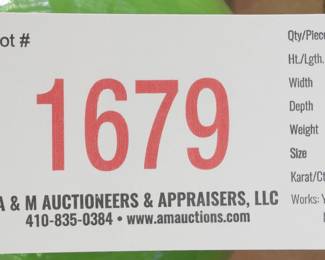 ot #
1679
A & M AUCTIONEERS & APPRAISERS, LLC
410-835-0384 • www.amauctions.com
Qty/Piece
Ht./Lgth.
Width
Depth
Weight
Size
Karat/Ct
Works: Y